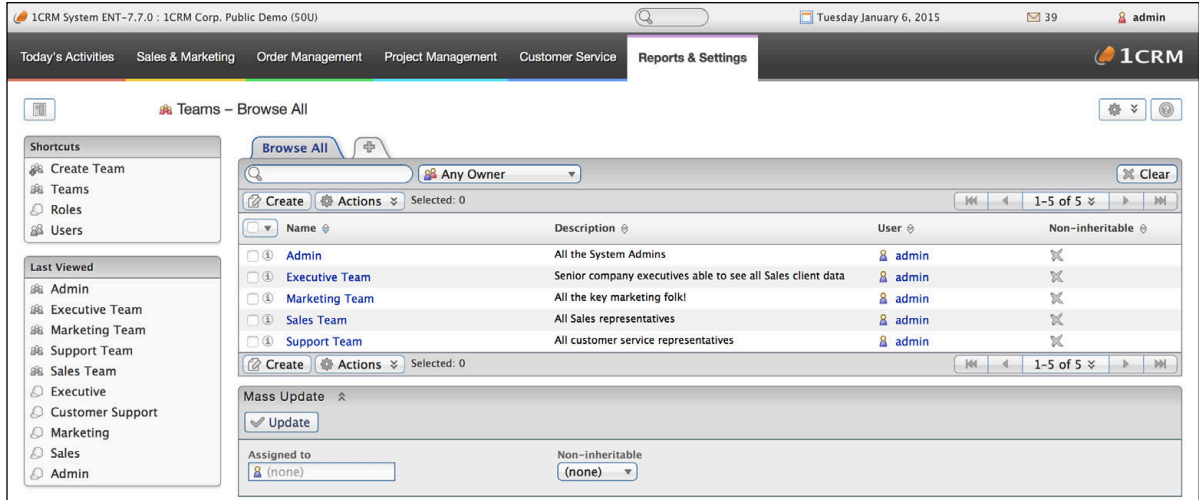 1CRM System ENT-7.7.0 : 1CRM Corp. Public Demo (50U) Tuesday January 6, 2015 39 admin
Today's Activities Sales & Marketing Order Management Project Management Customer Service Reports & Settings 1CRM
Teams – Browse All
Shortcuts
Create Team
Teams
Roles
Users
Last Viewed
Admin
Executive Team
Marketing Team
Support Team
Sales Team
Executive
Customer Support
Marketing
Sales
Admin
Browse All
Any Owner Clear
Create Actions Selected: 0 1-5 of 5
Name Description User Non-inheritable
Admin All the System Admins admin
Executive Team Senior company executives able to see all Sales client data admin
Marketing Team All the key marketing folk! admin
Sales Team All Sales representatives admin
Support Team All customer service representatives admin
Create Actions Selected: 0 1-5 of 5
Mass Update
Update
Assigned to Non-inheritable
(none) (none)